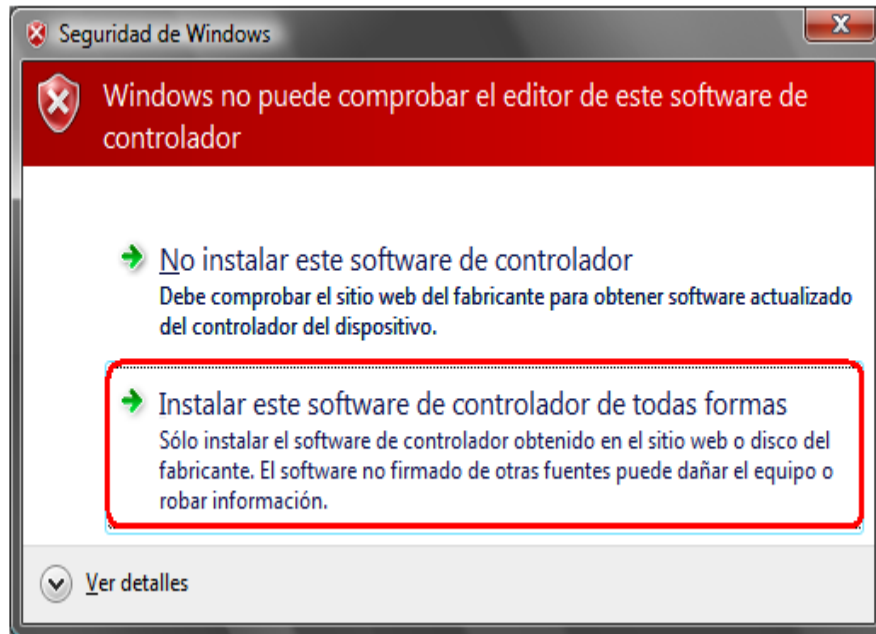 Seguridad de Windows
Windows no puede comprobar el editor de este software de
controlador
No instalar este software de controlador
Debe comprobar el sitio web del fabricante para obtener software actualizado
del controlador del dispositivo.
Instalar este software de controlador de todas formas
Sólo instalar el software de controlador obtenido en el sitio web o disco del
fabricante. El software no firmado de otras fuentes puede dañar el equipo o
robar información.
Ver detalles